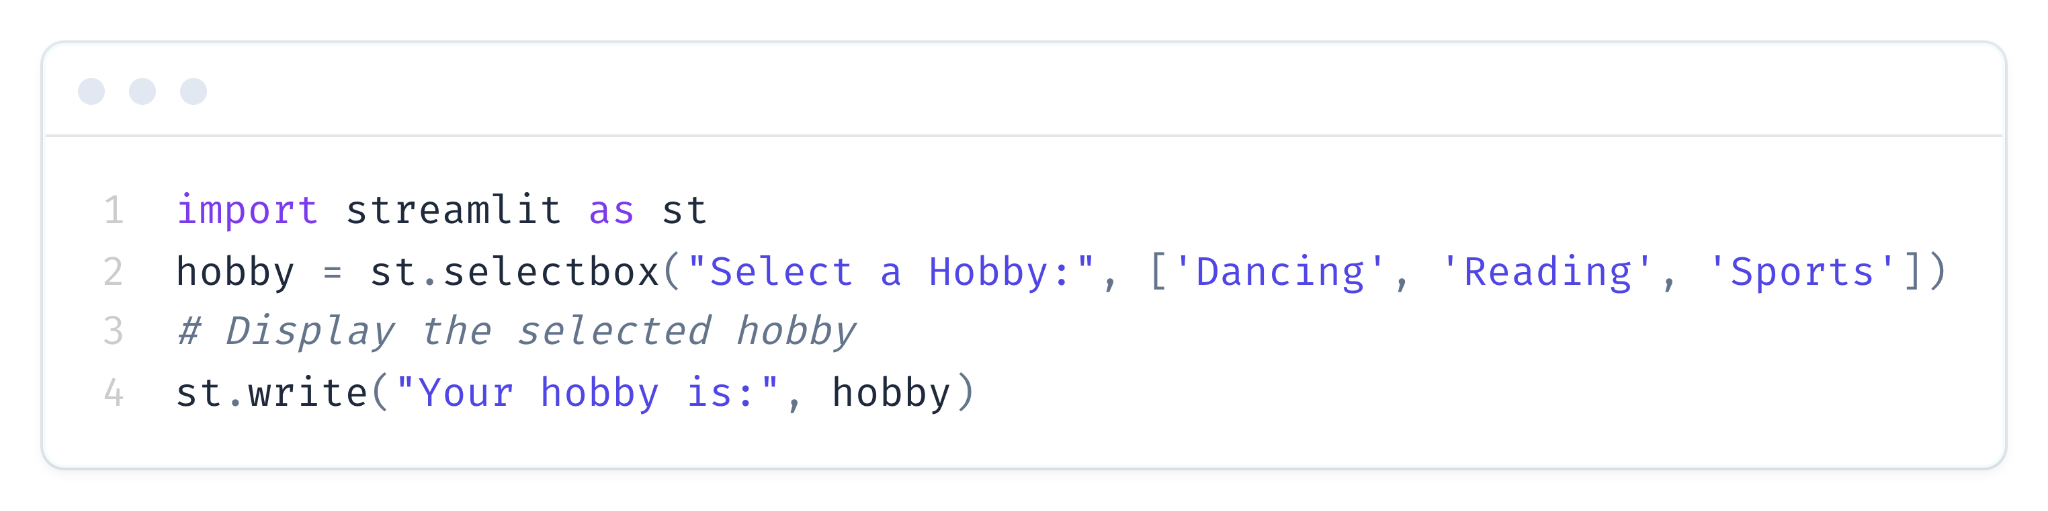 1 import streamlit as st
2 hobby = st.selectbox("Select a Hobby:", ['Dancing', 'Reading', 'Sports'])
3 # Display the selected hobby
4 st.write("Your hobby is:", hobby)